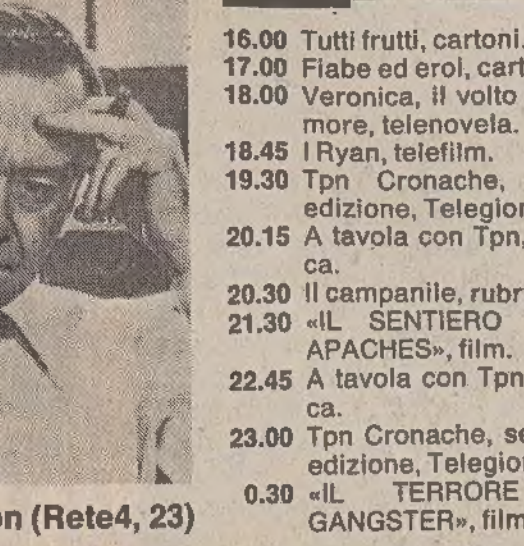 16.00 Tutti frutti, cartoni.
17.00 Fiabe ed eroi, cart
18.00 Veronica, il volto
more, telenovela.
18.45 I Ryan, telefilm.
19.30 Tpn Cronache,
edizione, Telegion
20.15 A tavola con Tpn,
ca.
20.30 Il campanile, rubr
21.30 «IL SENTIERO
APACHES», film.
22.45 A tavola con Tpn
ca.
23.00 Tpn Cronache, se
edizione, Telegion
0.30 «IL TERRORE
GANGSTER», film
on (Rete4, 23)